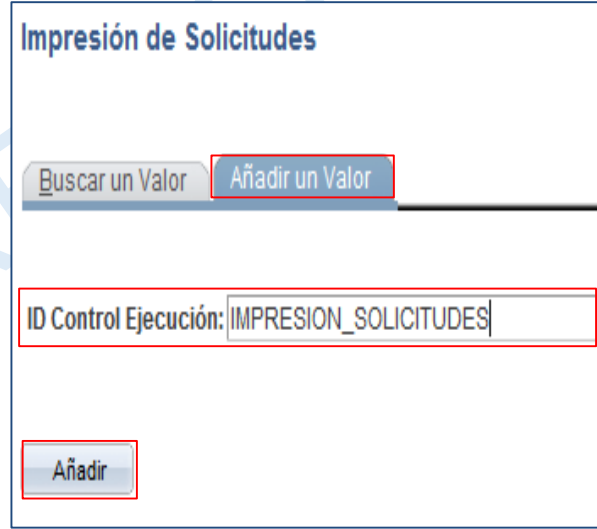 Impresión de Solicitudes
Buscar un Valor Añadir un Valor
ID Control Ejecución: IMPRESION_SOLICITUDES
Añadir